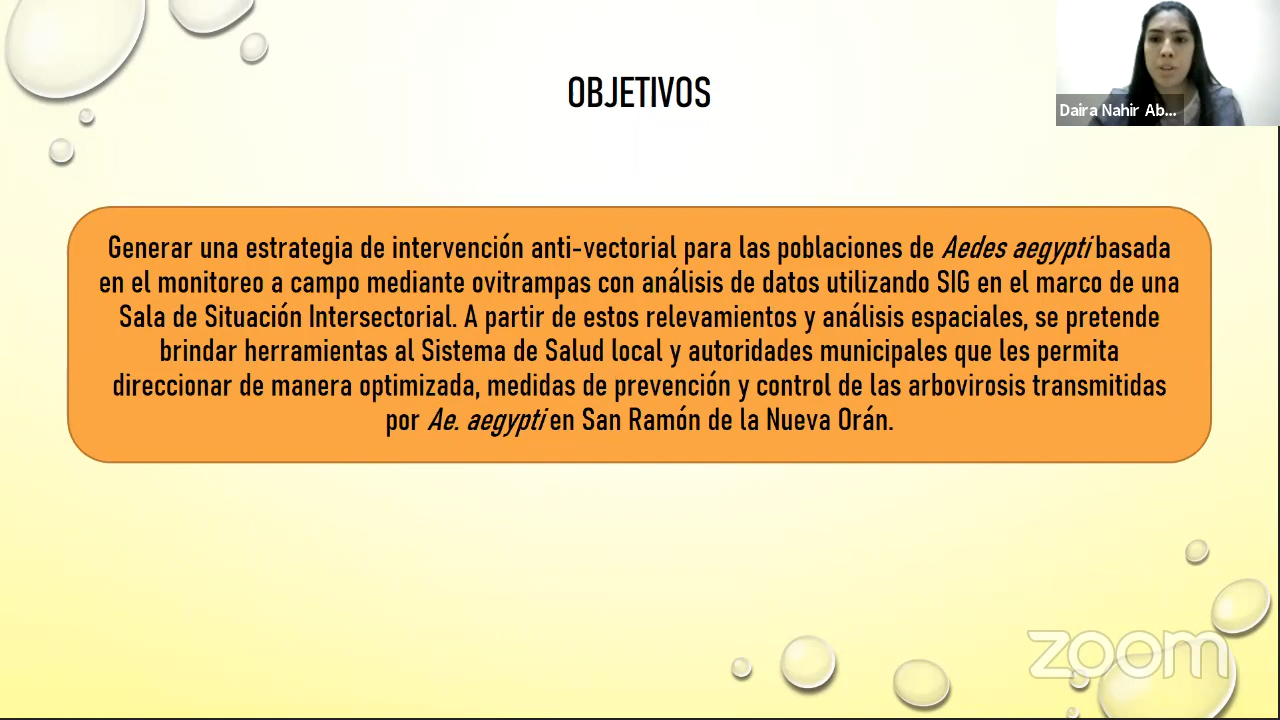 OBJETIVOS
Daira Nahir Ab...
Generar una estrategia de intervención anti-vectorial para las poblaciones de Aedes aegypti basada
en el monitoreo a campo mediante ovitrampas con análisis de datos utilizando SIG en el marco de una
Sala de Situación Intersectorial. A partir de estos relevamientos y análisis espaciales, se pretende
brindar herramientas al Sistema de Salud local y autoridades municipales que les permita
direccionar de manera optimizada, medidas de prevención y control de las arbovirosis transmitidas
por Ae. aegypti en San Ramón de la Nueva Orán.
zoom